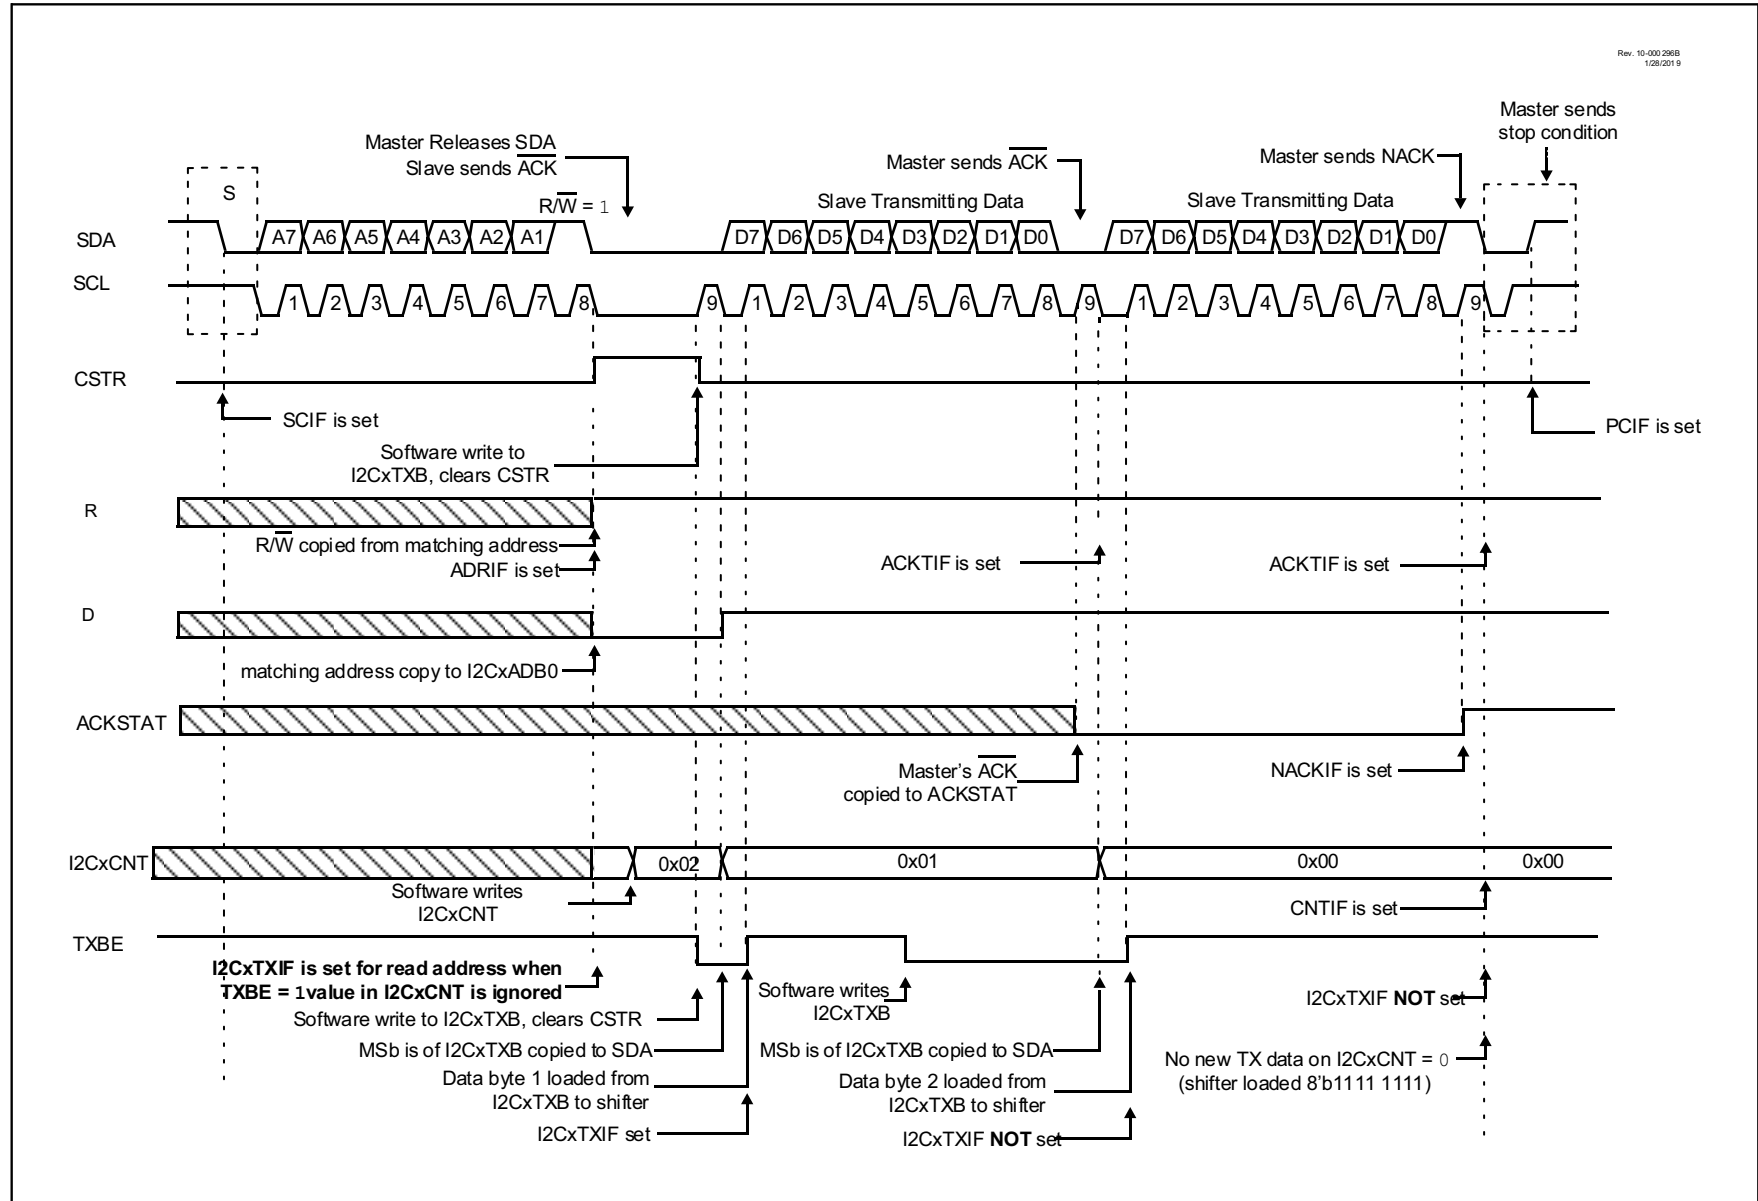 Rev. 10-000 296B
1/28/201 9
Master sends
stop condition
Master Releases SDA
Slave sends ACK
Master sends ACK
Master sends NACK
S
R/W = 1
Slave Transmitting Data
Slave Transmitting Data
SDA
A7 A6 A5 A4 A3 A2 A1
D7 D6 D5 D4 D3 D2 D1 D0
D7 D6 D5 D4 D3 D2 D1 D0
SCL
1 2 3 4 5 6 7 8 9 1 2 3 4 5 6 7 8 9 1 2 3 4 5 6 7 8 9
CSTR
SCIF is set
PCIF is set
Software write to
I2CxTXB, clears CSTR
R
R/W copied from matching address
ADRIF is set
ACKTIF is set
ACKTIF is set
D
matching address copy to I2CxADB0
ACKSTAT
Master's ACK
copied to ACKSTAT
NACKIF is set
I2CxCNT
0x02
0x01
0x00
0x00
Software writes
I2CxCNT
CNTIF is set
TXBE
I2CxTXIF is set for read address when
TXBE = 1value in I2CxCNT is ignored
Software write to I2CxTXB, clears CSTR
MSb is of I2CxTXB copied to SDA
Data byte 1 loaded from
I2CxTXB to shifter
I2CxTXIF set
Software writes
I2CxTXB
MSb is of I2CxTXB copied to SDA
Data byte 2 loaded from
I2CxTXB to shifter
I2CxTXIF NOT set
I2CxTXIF NOT set
No new TX data on I2CxCNT = 0
(shifter loaded 8'b1111 1111)